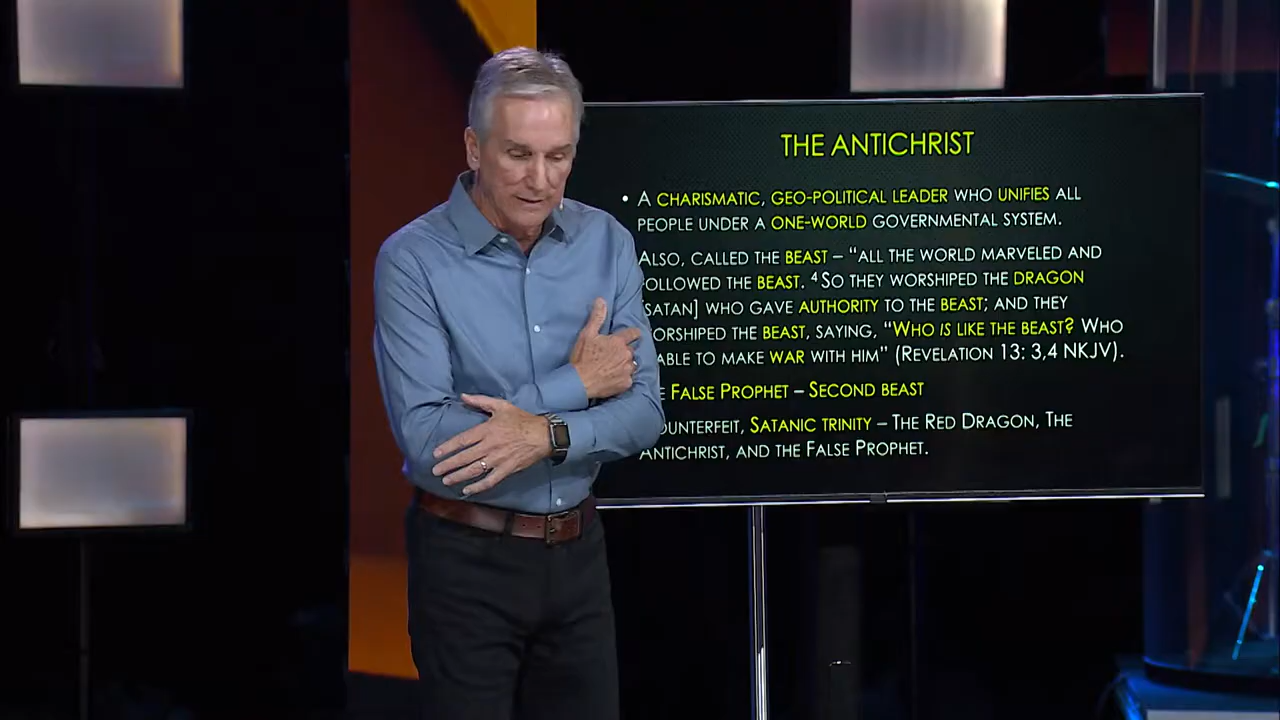 THE ANTICHRIST
• A CHARISMATIC, GEO-POLITICAL LEADER WHO UNIFIES ALL
PEOPLE UNDER A ONE-WORLD GOVERNMENTAL SYSTEM.
ALSO, CALLED THE BEAST – “ALL THE WORLD MARVELED AND
OLLOWED THE BEAST. ⁴ SO THEY WORSHIPED THE DRAGON
[SATAN] WHO GAVE AUTHORITY TO THE BEAST; AND THEY
ORSHIPED THE BEAST, SAYING, “WHO IS LIKE THE BEAST? WHO
ABLE TO MAKE WAR WITH HIM” (REVELATION 13: 3,4 NKJV).
E FALSE PROPHET – SECOND BEAST
OUNTERFEIT, SATANIC TRINITY – THE RED DRAGON, THE
ANTICHRIST, AND THE FALSE PROPHET.